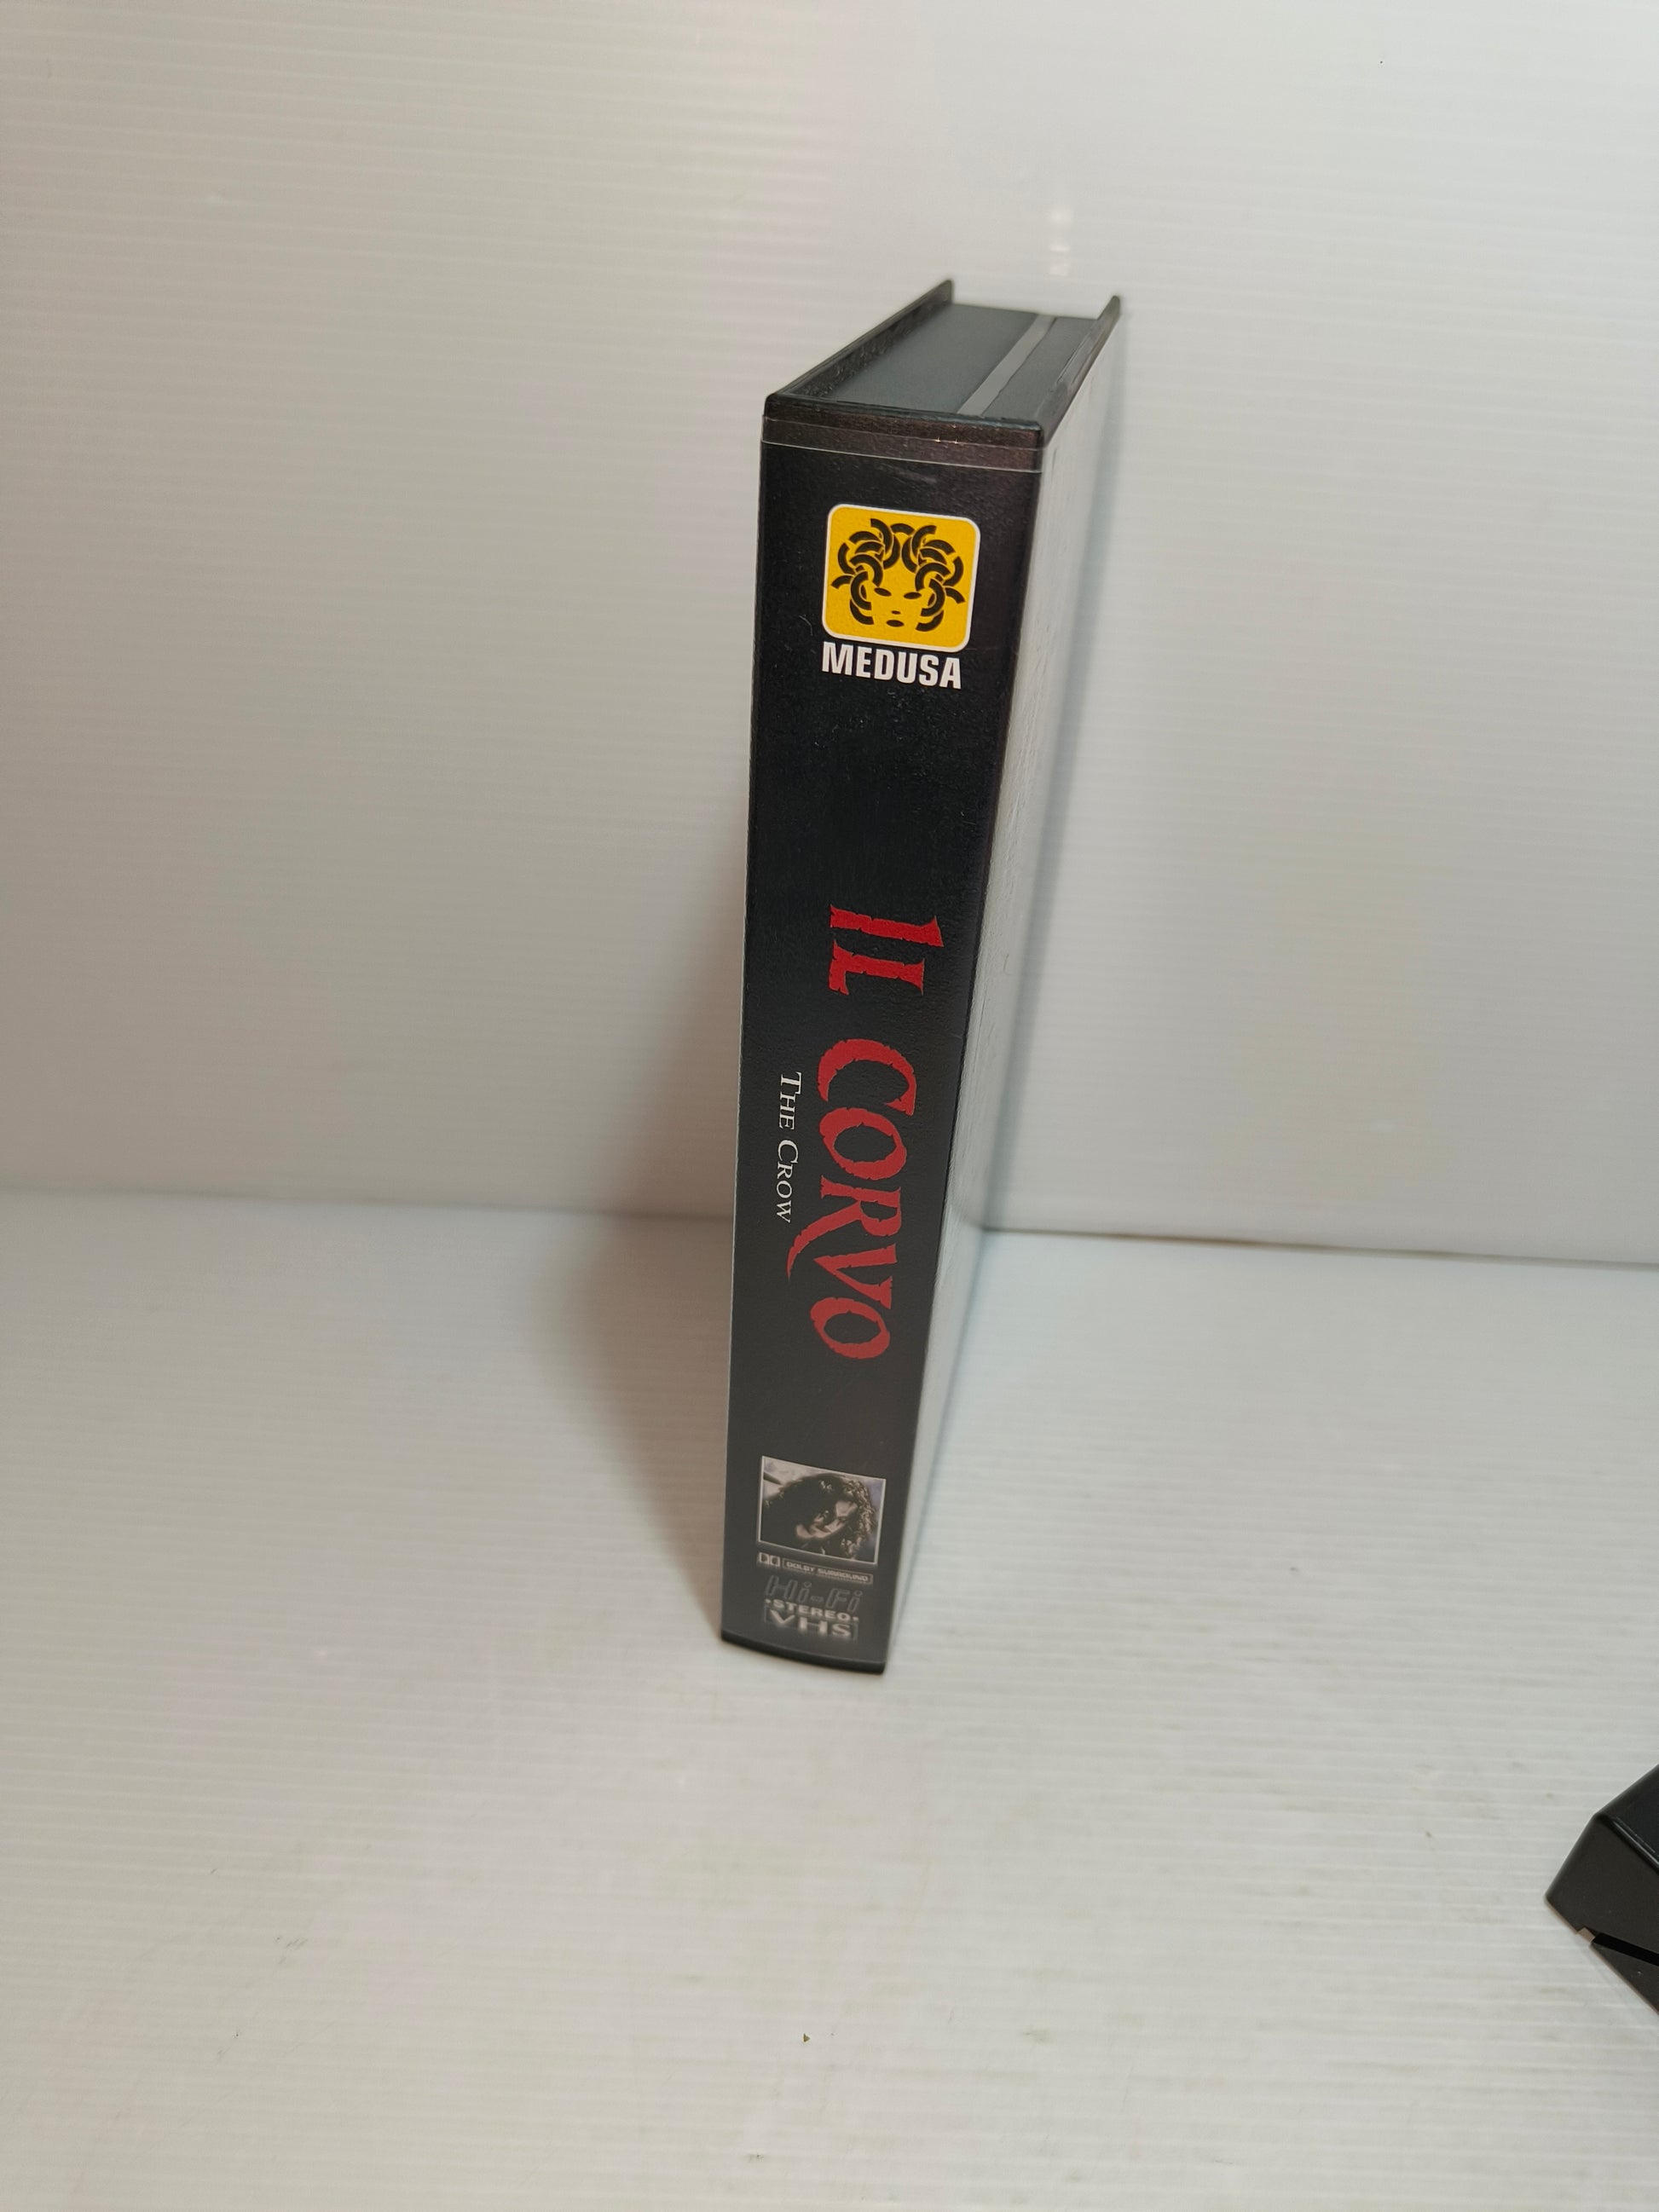 MEDUSA
IL CORVO
THE CROW
DOLBY SURROUND
Hi-Fi
STEREO
VHS